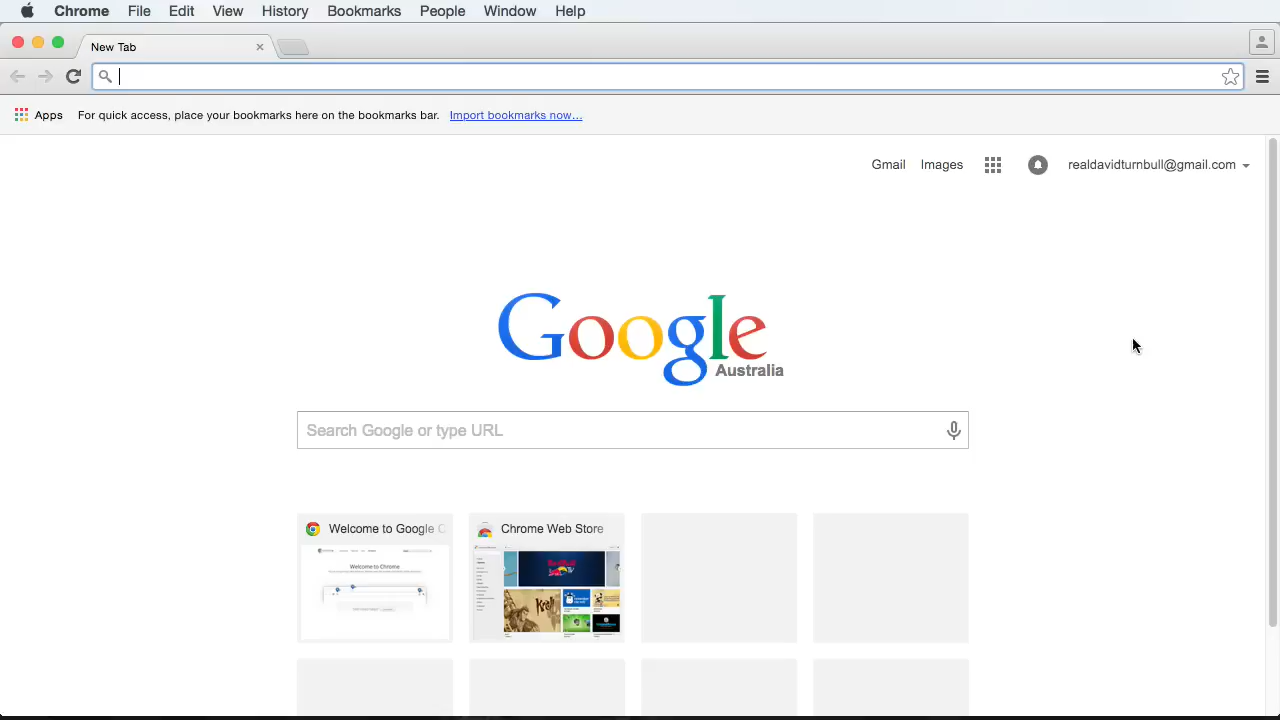 Chrome File Edit View History Bookmarks People Window Help
New Tab
Apps For quick access, place your bookmarks here on the bookmarks bar. Import bookmarks now...
Gmail Images realdavidturnbull@gmail.com
Google
Australia
Search Google or type URL
Welcome to Google C
Chrome Web Store
Welcome to Chrome